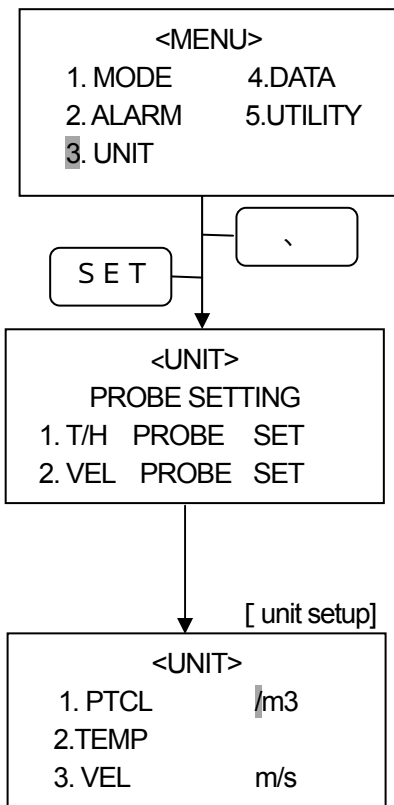 <MENU>
1. MODE 4.DATA
2. ALARM 5.UTILITY
3. UNIT
、
SET
<UNIT>
PROBE SETTING
1. T/H PROBE SET
2. VEL PROBE SET
[ unit setup]
<UNIT>
1. PTCL /m3
2.TEMP
3. VEL m/s